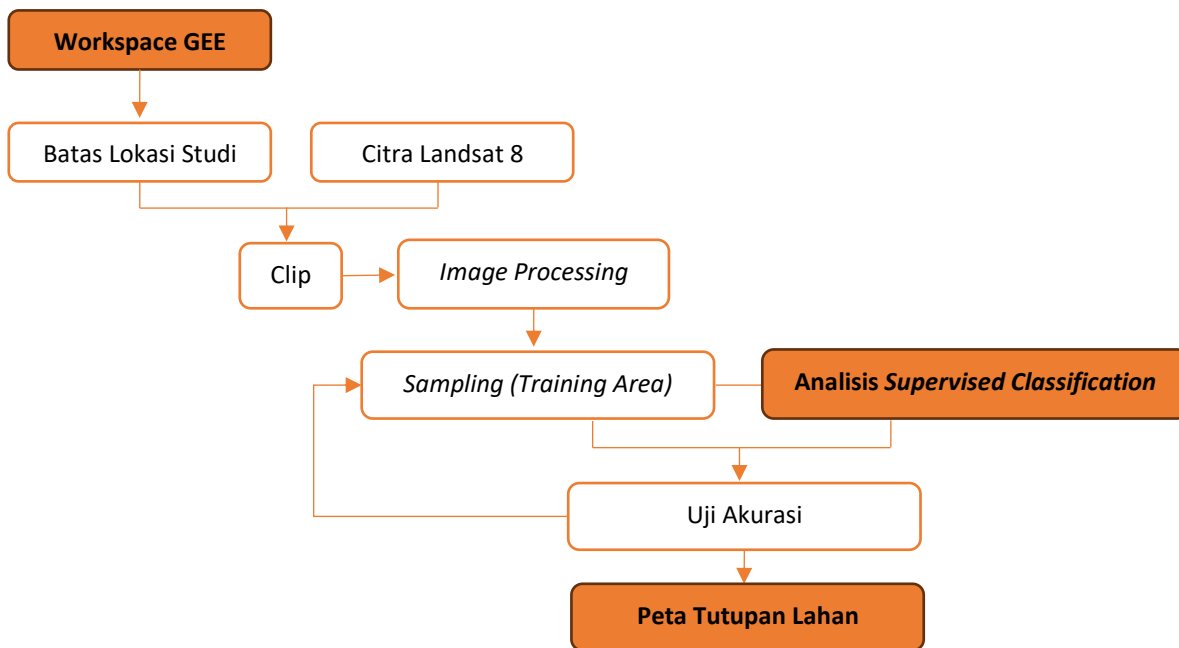 Workspace GEE
Batas Lokasi Studi
Citra Landsat 8
Clip
Image Processing
Sampling (Training Area)
Analisis Supervised Classification
Uji Akurasi
Peta Tutupan Lahan